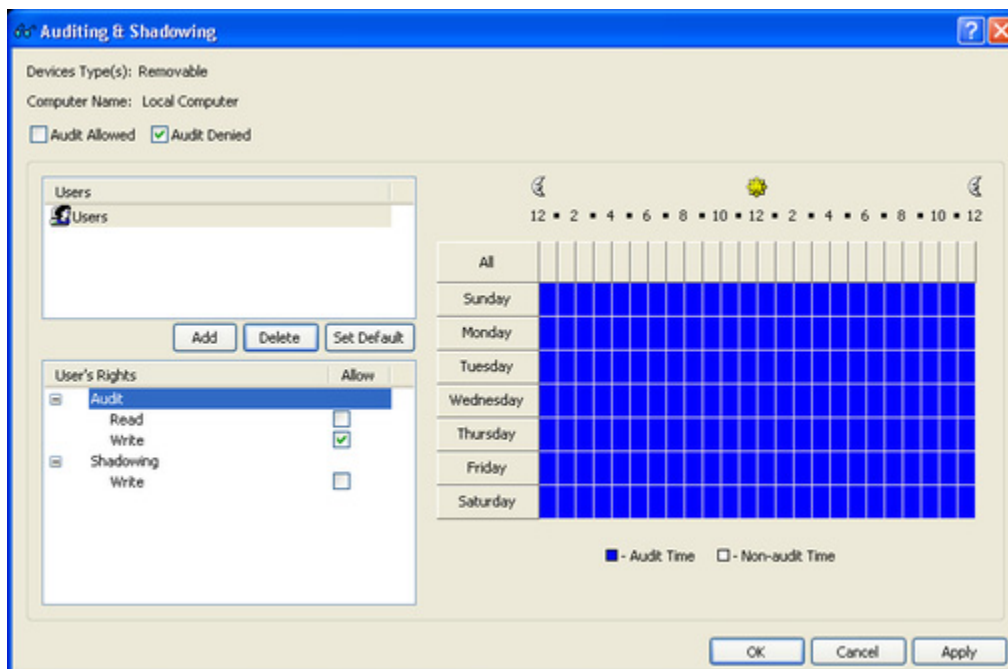 Auditing & Shadowing
Devices Type(s): Removable
Computer Name: Local Computer
Audit Allowed Audit Denied
Users
Users
Add Delete Set Default
User's Rights Allow
Audit
Read
Write
Shadowing
Write
12 • 2 • 4 • 6 • 8 • 10 • 12 • 2 • 4 • 6 • 8 • 10 • 12
All
Sunday
Monday
Tuesday
Wednesday
Thursday
Friday
Saturday
- Audit Time - Non-audit Time
OK Cancel Apply